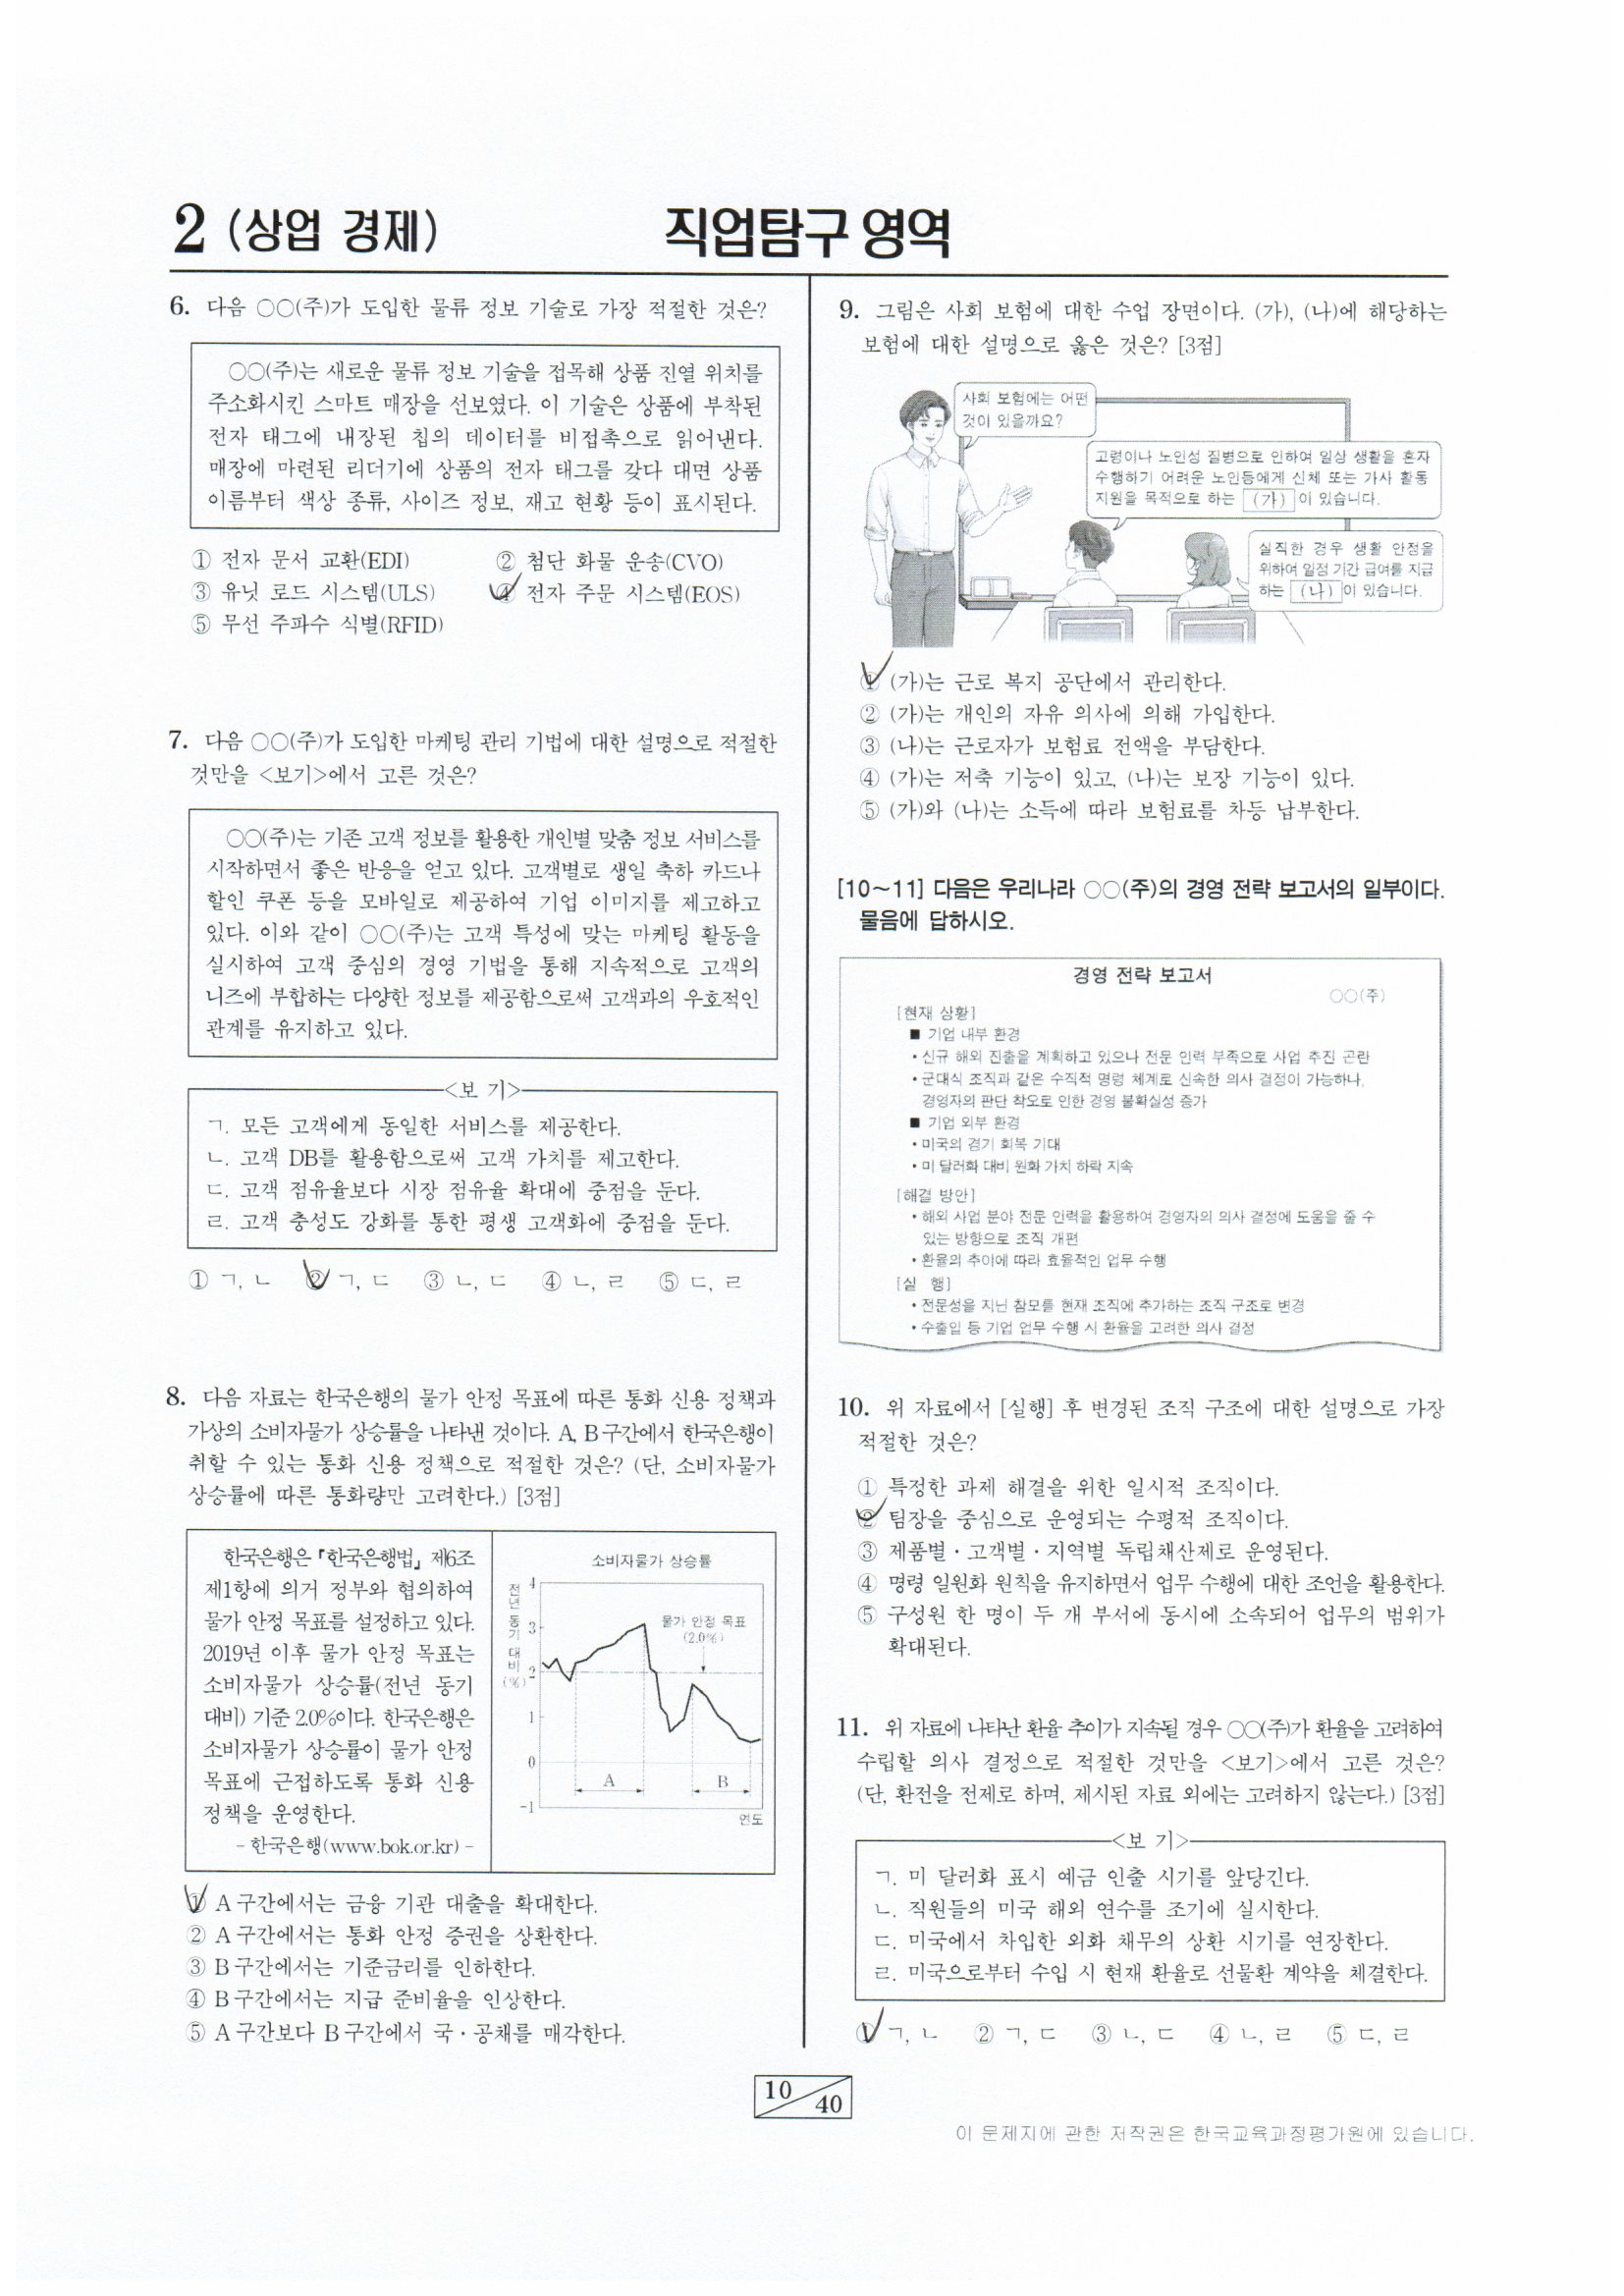 2 (상업 경제)
직업탐구 영역
6. 다음 ○○(주)가 도입한 물류 정보 기술로 가장 적절한 것은?
○○(주)는 새로운 물류 정보 기술을 접목해 상품 진열 위치를
주소화시킨 스마트 매장을 선보였다. 이 기술은 상품에 부착된
전자 태그에 내장된 칩의 데이터를 비접촉으로 읽어낸다.
매장에 마련된 리더기에 상품의 전자 태그를 갖다 대면 상품
이름부터 색상 종류, 사이즈 정보, 재고 현황 등이 표시된다.
① 전자 문서 교환(EDI) ② 첨단 화물 운송(CVO)
③ 유닛 로드 시스템(ULS) ④ 전자 주문 시스템(EOS)
⑤ 무선 주파수 식별(RFID)
7. 다음 ○○(주)가 도입한 마케팅 관리 기법에 대한 설명으로 적절한
것만을 <보기>에서 고른 것은?
○○(주)는 기존 고객 정보를 활용한 개인별 맞춤 정보 서비스를
시작하면서 좋은 반응을 얻고 있다. 고객별로 생일 축하 카드나
할인 쿠폰 등을 모바일로 제공하여 기업 이미지를 제고하고
있다. 이와 같이 ○○(주)는 고객 특성에 맞는 마케팅 활동을
실시하여 고객 중심의 경영 기법을 통해 지속적으로 고객의
니즈에 부합하는 다양한 정보를 제공함으로써 고객과의 우호적인
관계를 유지하고 있다.
<보 기>
ㄱ. 모든 고객에게 동일한 서비스를 제공한다.
ㄴ. 고객 DB를 활용함으로써 고객 가치를 제고한다.
ㄷ. 고객 점유율보다 시장 점유율 확대에 중점을 둔다.
ㄹ. 고객 충성도 강화를 통한 평생 고객화에 중점을 둔다.
① ㄱ, ㄴ ② ㄱ, ㄷ ③ ㄴ, ㄷ ④ ㄴ, ㄹ ⑤ ㄷ, ㄹ
8. 다음 자료는 한국은행의 물가 안정 목표에 따른 통화 신용 정책과
가상의 소비자물가 상승률을 나타낸 것이다. A, B구간에서 한국은행이
취할 수 있는 통화 신용 정책으로 적절한 것은? (단, 소비자물가
상승률에 따른 통화량만 고려한다.) [3점]
한국은행은 『한국은행법』 제6조
제1항에 의거 정부와 협의하여
물가 안정 목표를 설정하고 있다.
2019년 이후 물가 안정 목표는
소비자물가 상승률(전년 동기
대비) 기준 2.0%이다. 한국은행은
소비자물가 상승률이 물가 안정
목표에 근접하도록 통화 신용
정책을 운영한다.
- 한국은행(www.bok.or.kr) -
소비자물가 상승률
전년 동기 대비 (%)
4
3
2
1
0
-1
물가 안정 목표
(2.0%)
A
B
연도
① A구간에서는 금융 기관 대출을 확대한다.
② A구간에서는 통화 안정 증권을 상환한다.
③ B구간에서는 기준금리를 인하한다.
④ B구간에서는 지급 준비율을 인상한다.
⑤ A구간보다 B구간에서 국·공채를 매각한다.
9. 그림은 사회 보험에 대한 수업 장면이다. (가), (나)에 해당하는
보험에 대한 설명으로 옳은 것은? [3점]
사회 보험에는 어떤
것이 있을까요?
고령이나 노인성 질병으로 인하여 일상 생활을 혼자
수행하기 어려운 노인등에게 신체 또는 가사 활동
지원을 목적으로 하는 (가) 이 있습니다.
실직한 경우 생활 안정을
위하여 일정 기간 급여를 지급
하는 (나) 이 있습니다.
① (가)는 근로 복지 공단에서 관리한다.
② (가)는 개인의 자유 의사에 의해 가입한다.
③ (나)는 근로자가 보험료 전액을 부담한다.
④ (가)는 저축 기능이 있고, (나)는 보장 기능이 있다.
⑤ (가)와 (나)는 소득에 따라 보험료를 차등 납부한다.
[10~11] 다음은 우리나라 ○○(주)의 경영 전략 보고서의 일부이다.
물음에 답하시오.
경영 전략 보고서
○○(주)
[현재 상황]
■ 기업 내부 환경
• 신규 해외 진출을 계획하고 있으나 전문 인력 부족으로 사업 추진 곤란
• 군대식 조직과 같은 수직적 명령 체계로 신속한 의사 결정이 가능하나,
경영자의 판단 착오로 인한 경영 불확실성 증가
■ 기업 외부 환경
• 미국의 경기 회복 기대
• 미 달러화 대비 원화 가치 하락 지속
[해결 방안]
• 해외 사업 분야 전문 인력을 활용하여 경영자의 의사 결정에 도움을 줄 수
있는 방향으로 조직 개편
• 환율의 추이에 따라 효율적인 업무 수행
[실 행]
• 전문성을 지닌 참모를 현재 조직에 추가하는 조직 구조로 변경
• 수출입 등 기업 업무 수행 시 환율을 고려한 의사 결정
10. 위 자료에서 [실행] 후 변경된 조직 구조에 대한 설명으로 가장
적절한 것은?
① 특정한 과제 해결을 위한 일시적 조직이다.
② 팀장을 중심으로 운영되는 수평적 조직이다.
③ 제품별·고객별·지역별 독립채산제로 운영된다.
④ 명령 일원화 원칙을 유지하면서 업무 수행에 대한 조언을 활용한다.
⑤ 구성원 한 명이 두 개 부서에 동시에 소속되어 업무의 범위가
확대된다.
11. 위 자료에 나타난 환율 추이가 지속될 경우 ○○(주)가 환율을 고려하여
수립할 의사 결정으로 적절한 것만을 <보기>에서 고른 것은?
(단, 환전을 전제로 하며, 제시된 자료 외에는 고려하지 않는다.) [3점]
<보 기>
ㄱ. 미 달러화 표시 예금 인출 시기를 앞당긴다.
ㄴ. 직원들의 미국 해외 연수를 조기에 실시한다.
ㄷ. 미국에서 차입한 외화 채무의 상환 시기를 연장한다.
ㄹ. 미국으로부터 수입 시 현재 환율로 선물환 계약을 체결한다.
① ㄱ, ㄴ ② ㄱ, ㄷ ③ ㄴ, ㄷ ④ ㄴ, ㄹ ⑤ ㄷ, ㄹ
10
40
이 문제지에 관한 저작권은 한국교육과정평가원에 있습니다.